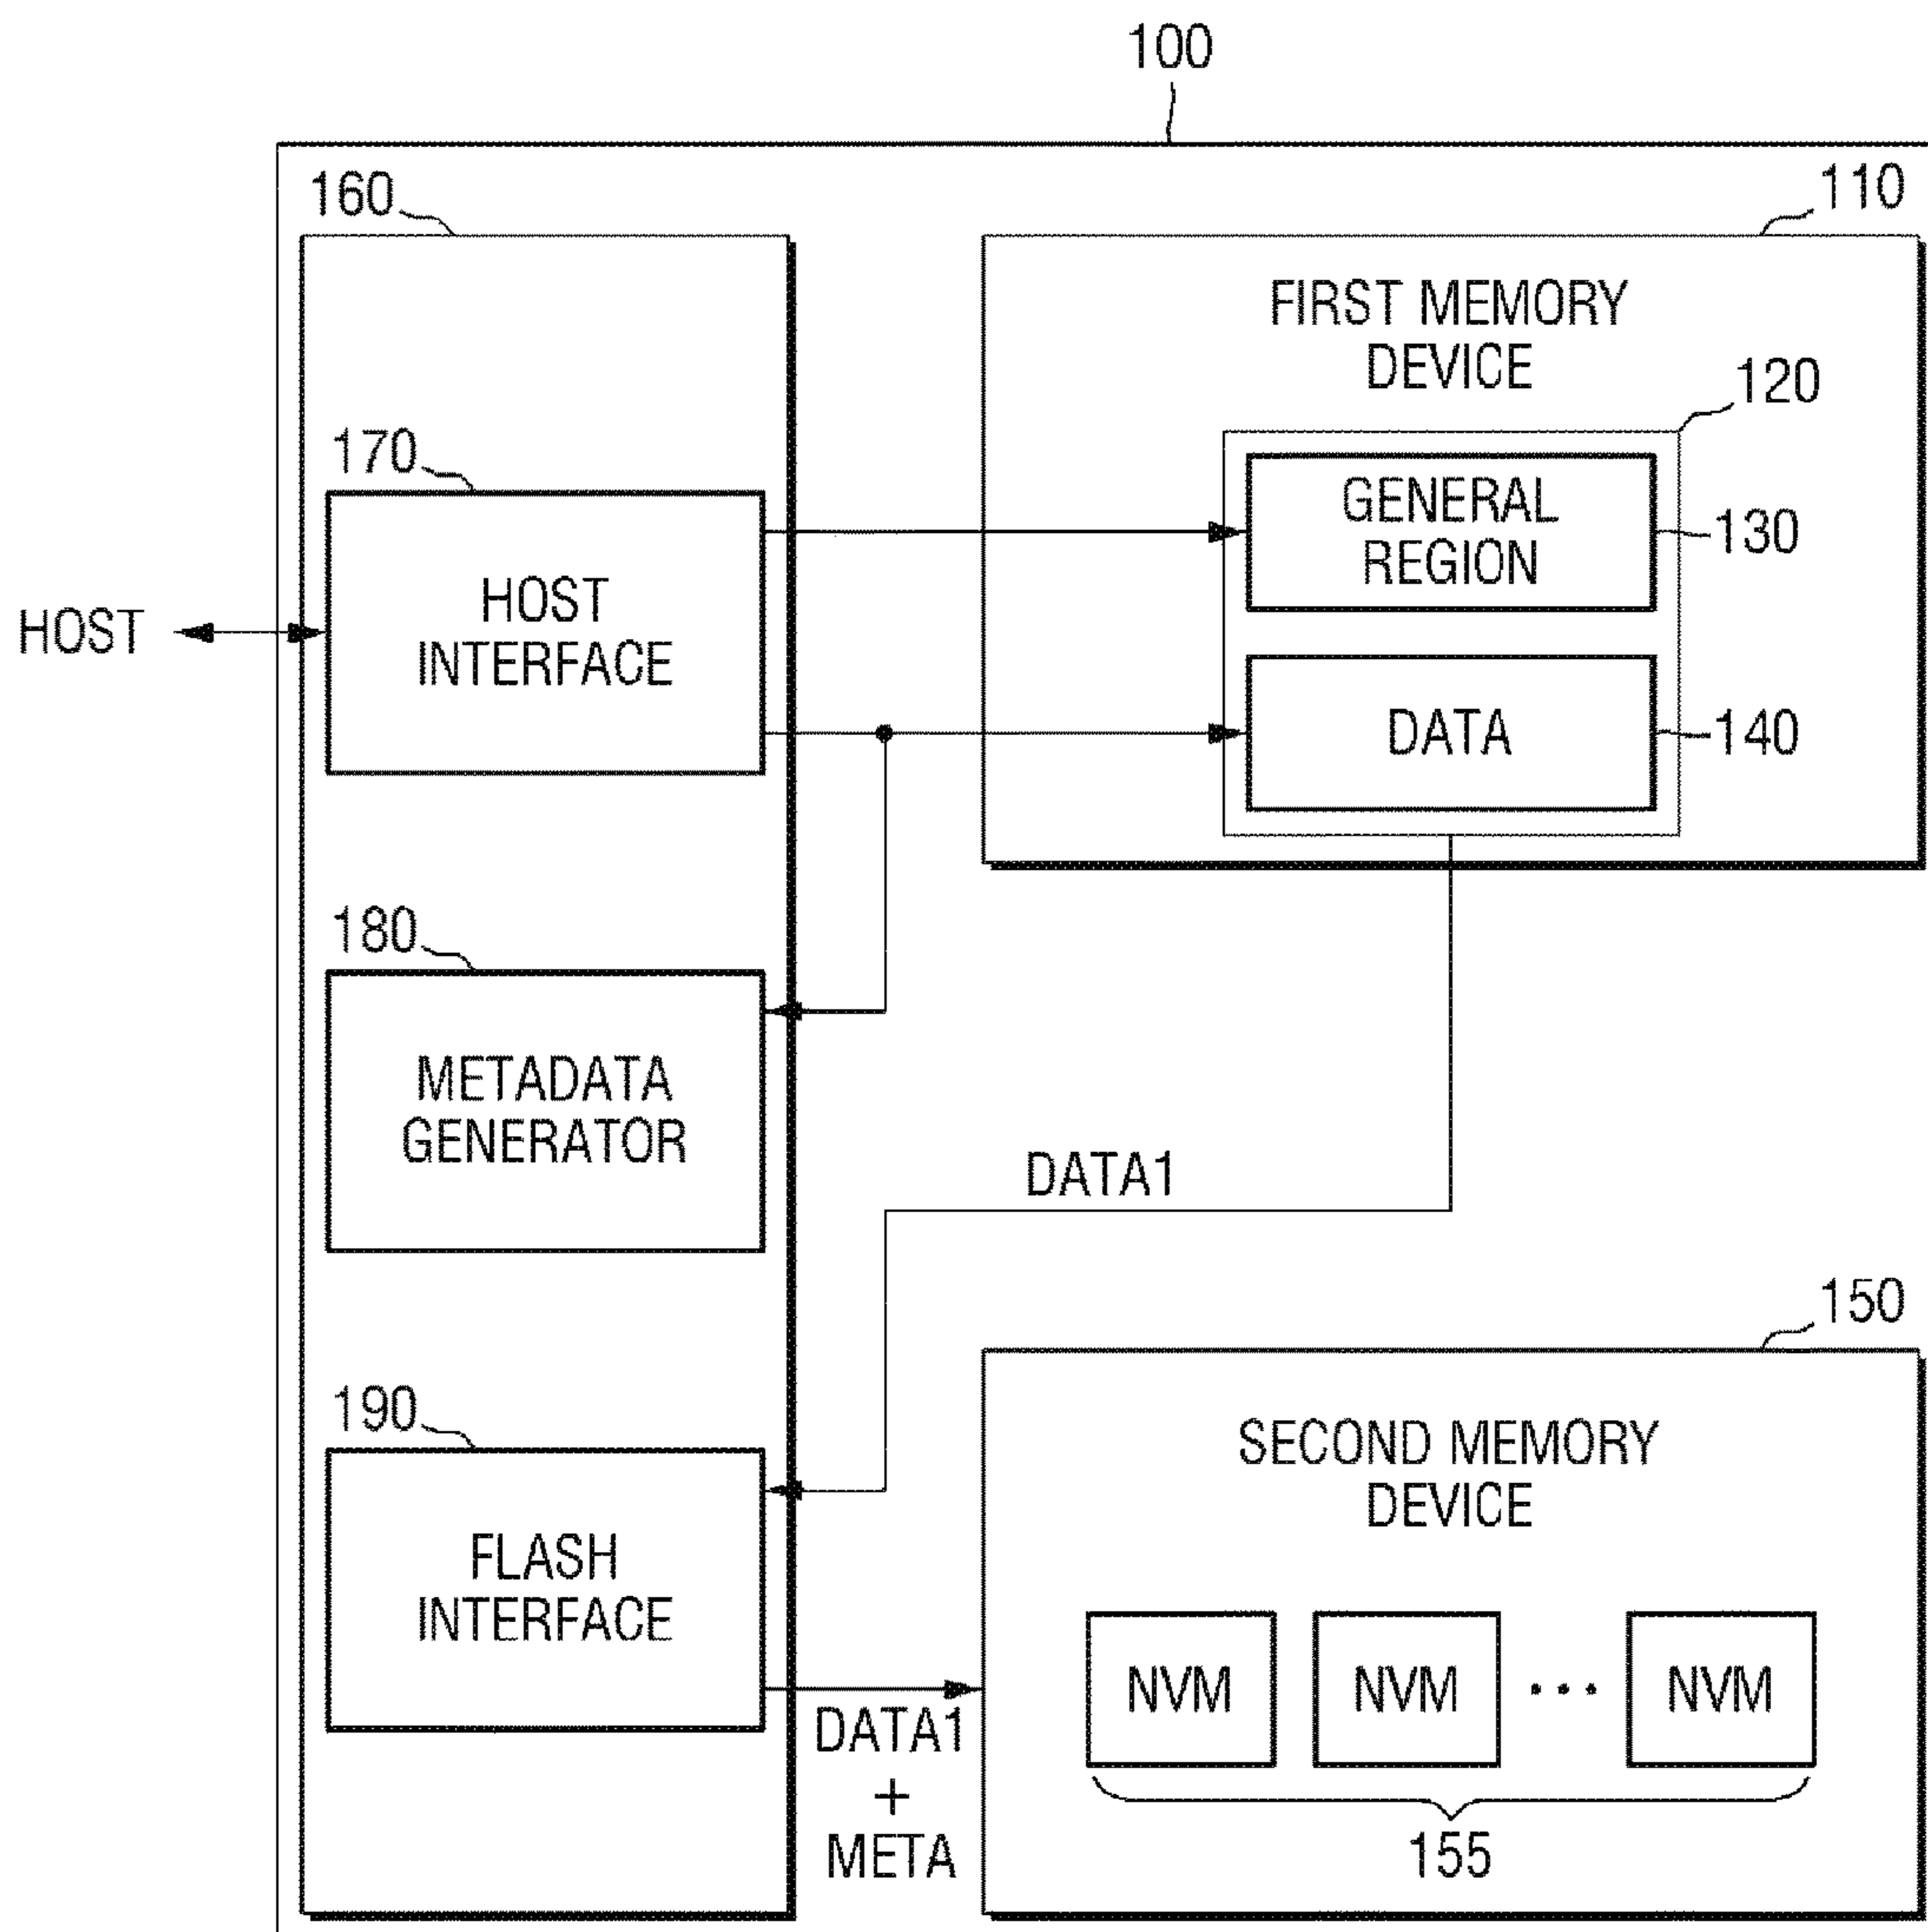 100
160
110
FIRST MEMORY
DEVICE
120
170
GENERAL
REGION
130
HOST
HOST
INTERFACE
DATA
140
180
METADATA
GENERATOR
DATA1
150
190
SECOND MEMORY
DEVICE
FLASH
INTERFACE
NVM
NVM
...
NVM
DATA1
+
META
155